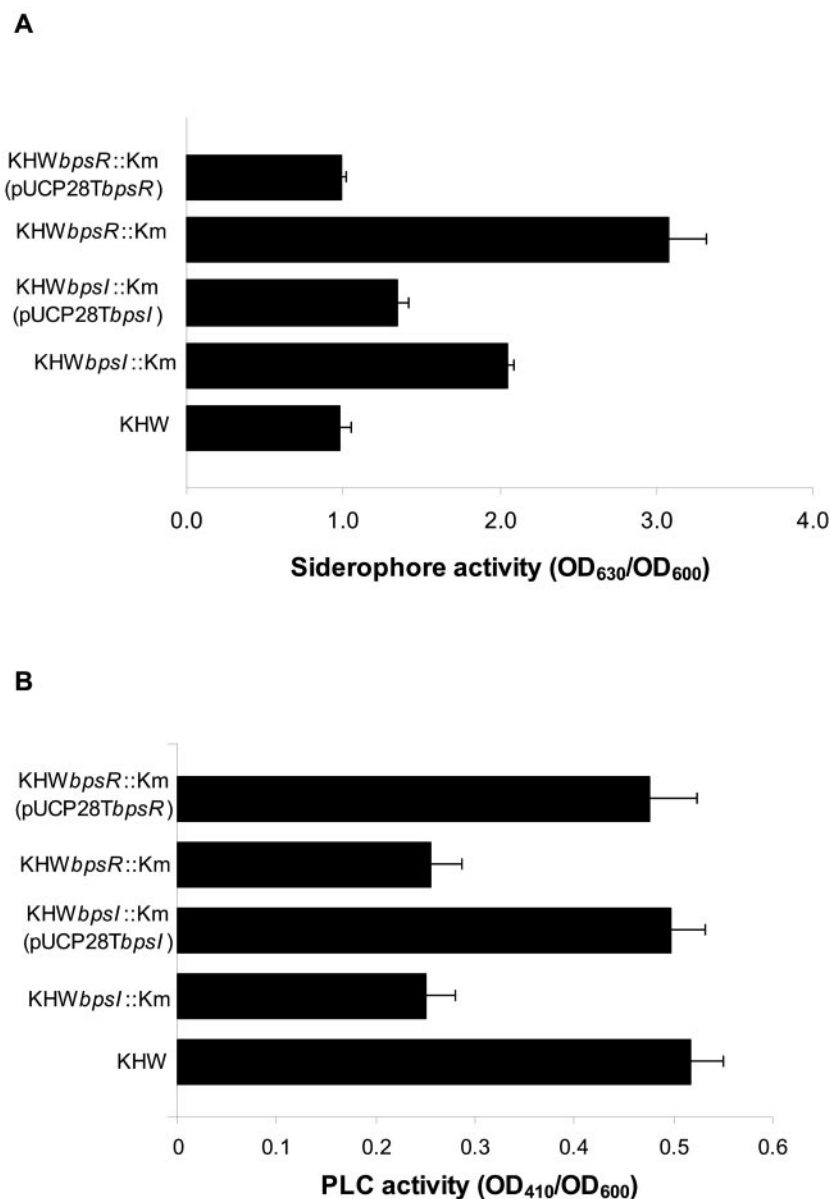 A
KHWbpsR::Km
(pUCP28TbpsR)
KHWbpsR::Km
KHWbpsI::Km
(pUCP28TbpsI)
KHWbpsI::Km
KHW
0.0 1.0 2.0 3.0 4.0
Siderophore activity (OD630/OD600)
B
KHWbpsR::Km
(pUCP28TbpsR)
KHWbpsR::Km
KHWbpsI::Km
(pUCP28TbpsI)
KHWbpsI::Km
KHW
0 0.1 0.2 0.3 0.4 0.5 0.6
PLC activity (OD410/OD600)